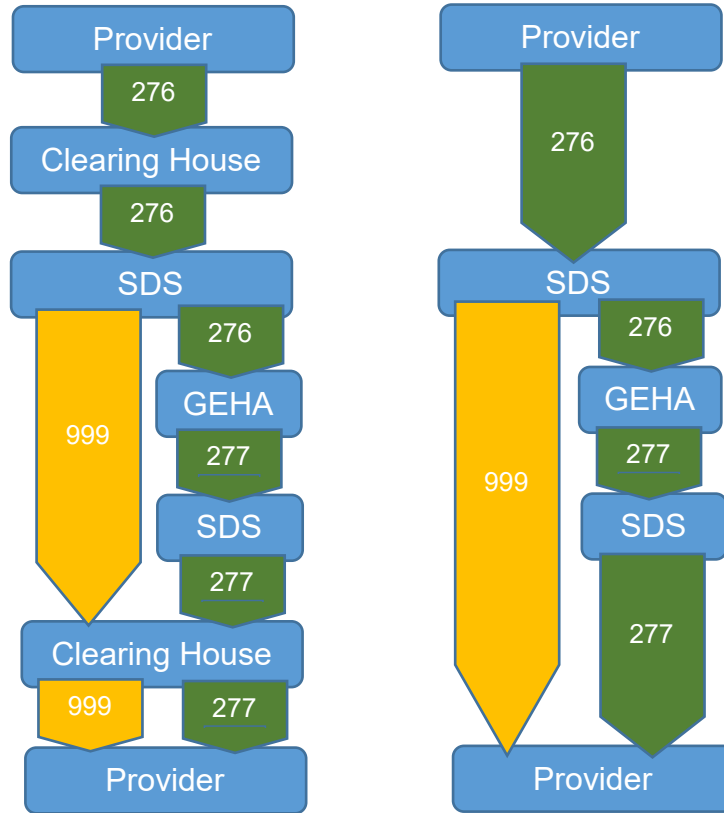 Provider
276
Clearing House
276
SDS
276
GEHA
999
277
SDS
277
Clearing House
999
277
Provider
Provider
276
SDS
276
GEHA
277
999
SDS
277
Provider